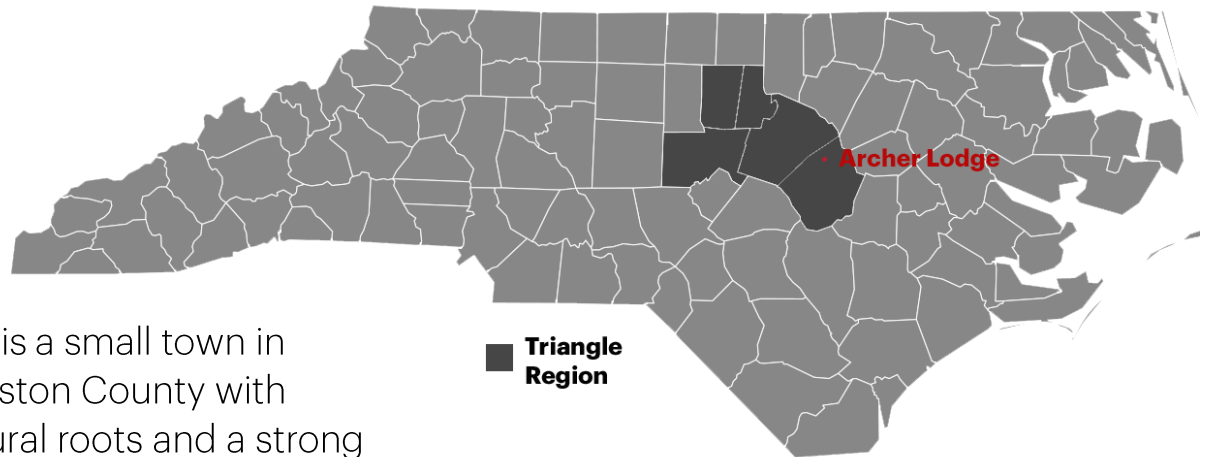 Archer Lodge
Triangle
Region
is a small town in
County with
roots and a strong